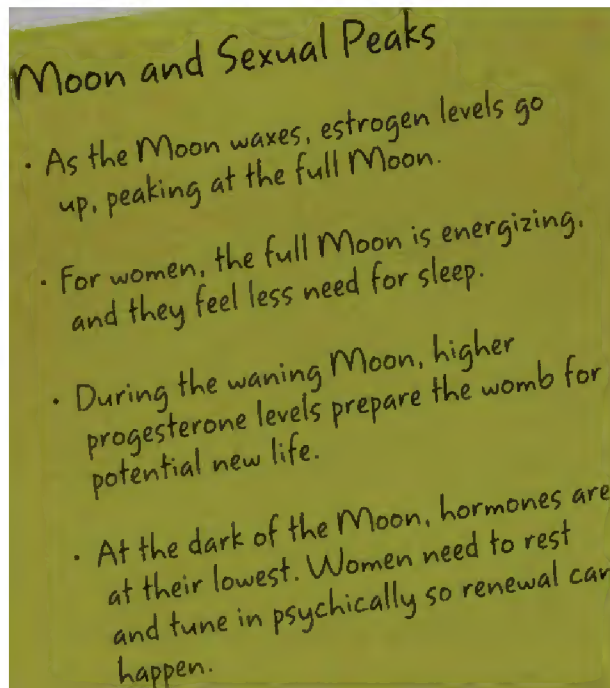 Moon and Sexual Peaks
• As the Moon waxes, estrogen levels go
up, peaking at the full Moon.
• For women, the full Moon is energizing,
and they feel less need for sleep.
• During the waning Moon, higher
progesterone levels prepare the womb for
potential new life.
• At the dark of the Moon, hormones are
at their lowest. Women need to rest
and tune in psychically so renewal can
happen.